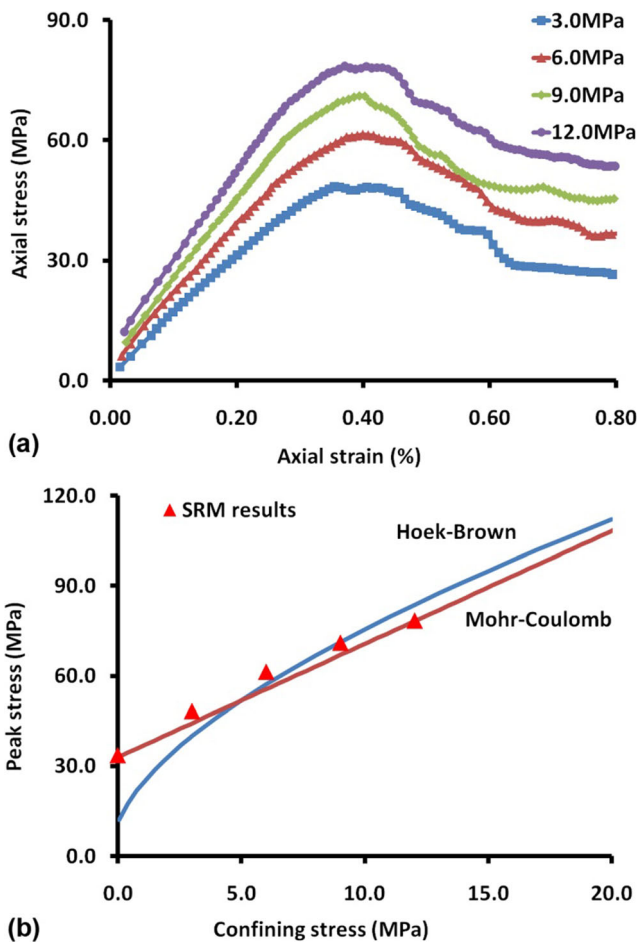 90.0
60.0
30.0
0.0
Axial stress (MPa)
3.0MPa
6.0MPa
9.0MPa
12.0MPa
0.00 0.20 0.40 0.60 0.80
Axial strain (%)
(a)
120.0
90.0
60.0
30.0
0.0
Peak stress (MPa)
SRM results
Hoek-Brown
Mohr-Coulomb
0.0 5.0 10.0 15.0 20.0
Confining stress (MPa)
(b)